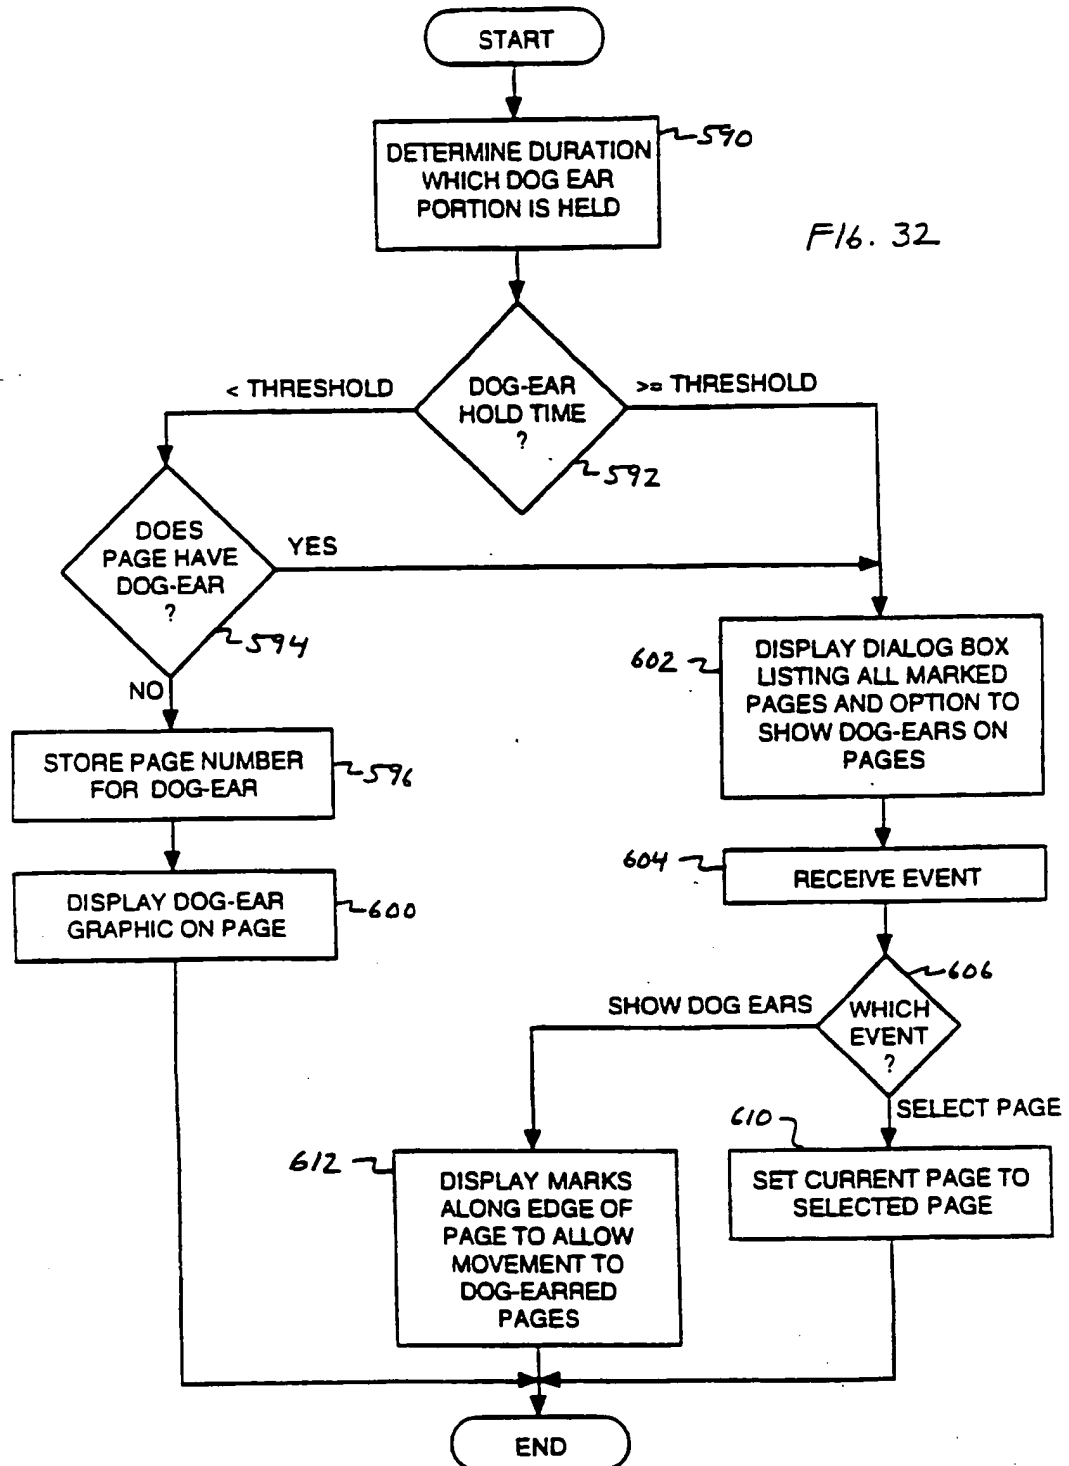 START
DETERMINE DURATION
WHICH DOG EAR
PORTION IS HELD
590
FIG. 32
< THRESHOLD
DOG-EAR
HOLD TIME
?
>= THRESHOLD
592
DOES
PAGE HAVE
DOG-EAR
?
YES
594
NO
602
DISPLAY DIALOG BOX
LISTING ALL MARKED
PAGES AND OPTION TO
SHOW DOG-EARS ON
PAGES
STORE PAGE NUMBER
FOR DOG-EAR
596
604
RECEIVE EVENT
DISPLAY DOG-EAR
GRAPHIC ON PAGE
600
606
SHOW DOG EARS
WHICH
EVENT
?
SELECT PAGE
610
612
DISPLAY MARKS
ALONG EDGE OF
PAGE TO ALLOW
MOVEMENT TO
DOG-EARRED
PAGES
SET CURRENT PAGE TO
SELECTED PAGE
END